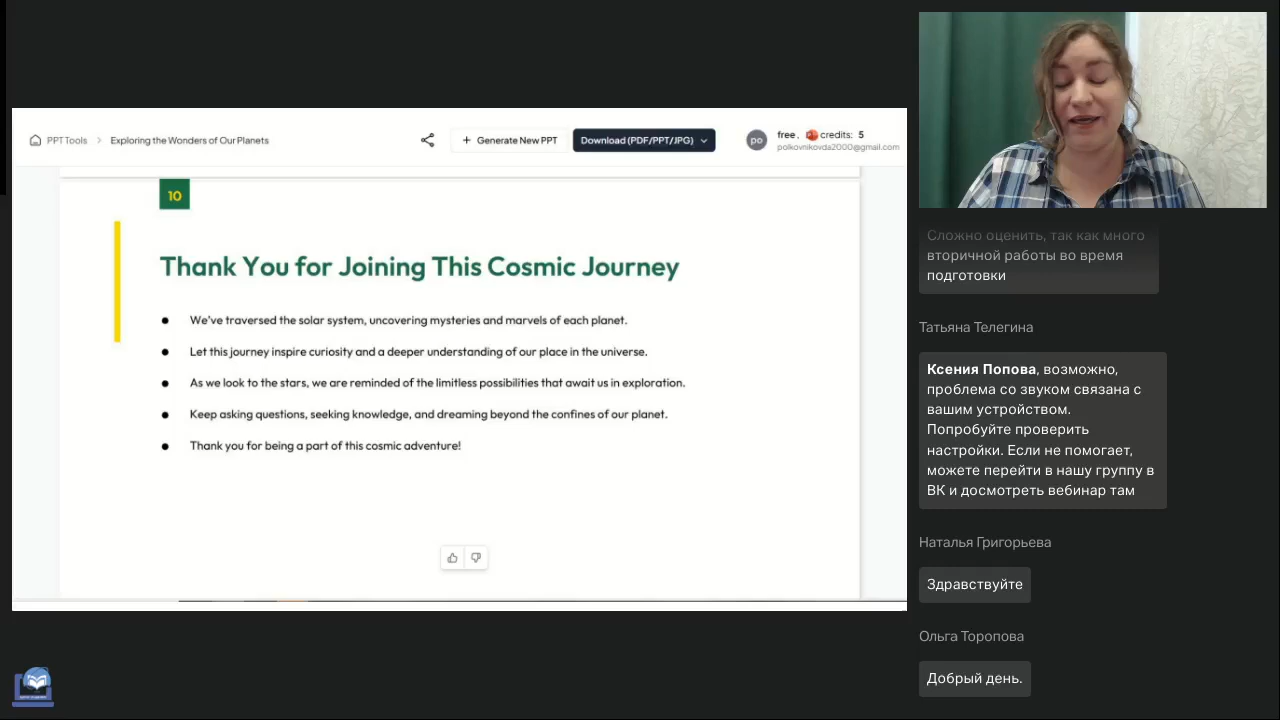 PPT Tools > Exploring the Wonders of Our Planets
+ Generate New PPT
Download (PDF/PPT/JPG)
po
free, credits: 5
polkovnikovda2000@gmail.com
10
Thank You for Joining This Cosmic Journey
● We've traversed the solar system, uncovering mysteries and marvels of each planet.
● Let this journey inspire curiosity and a deeper understanding of our place in the universe.
● As we look to the stars, we are reminded of the limitless possibilities that await us in exploration.
● Keep asking questions, seeking knowledge, and dreaming beyond the confines of our planet.
● Thank you for being a part of this cosmic adventure!
Сложно оценить, так как много
вторичной работы во время
подготовки
Татьяна Телегина
Ксения Попова, возможно,
проблема со звуком связана с
вашим устройством.
Попробуйте проверить
настройки. Если не помогает,
можете перейти в нашу группу в
ВК и досмотреть вебинар там
Наталья Григорьева
Здравствуйте
Ольга Торопова
Добрый день.